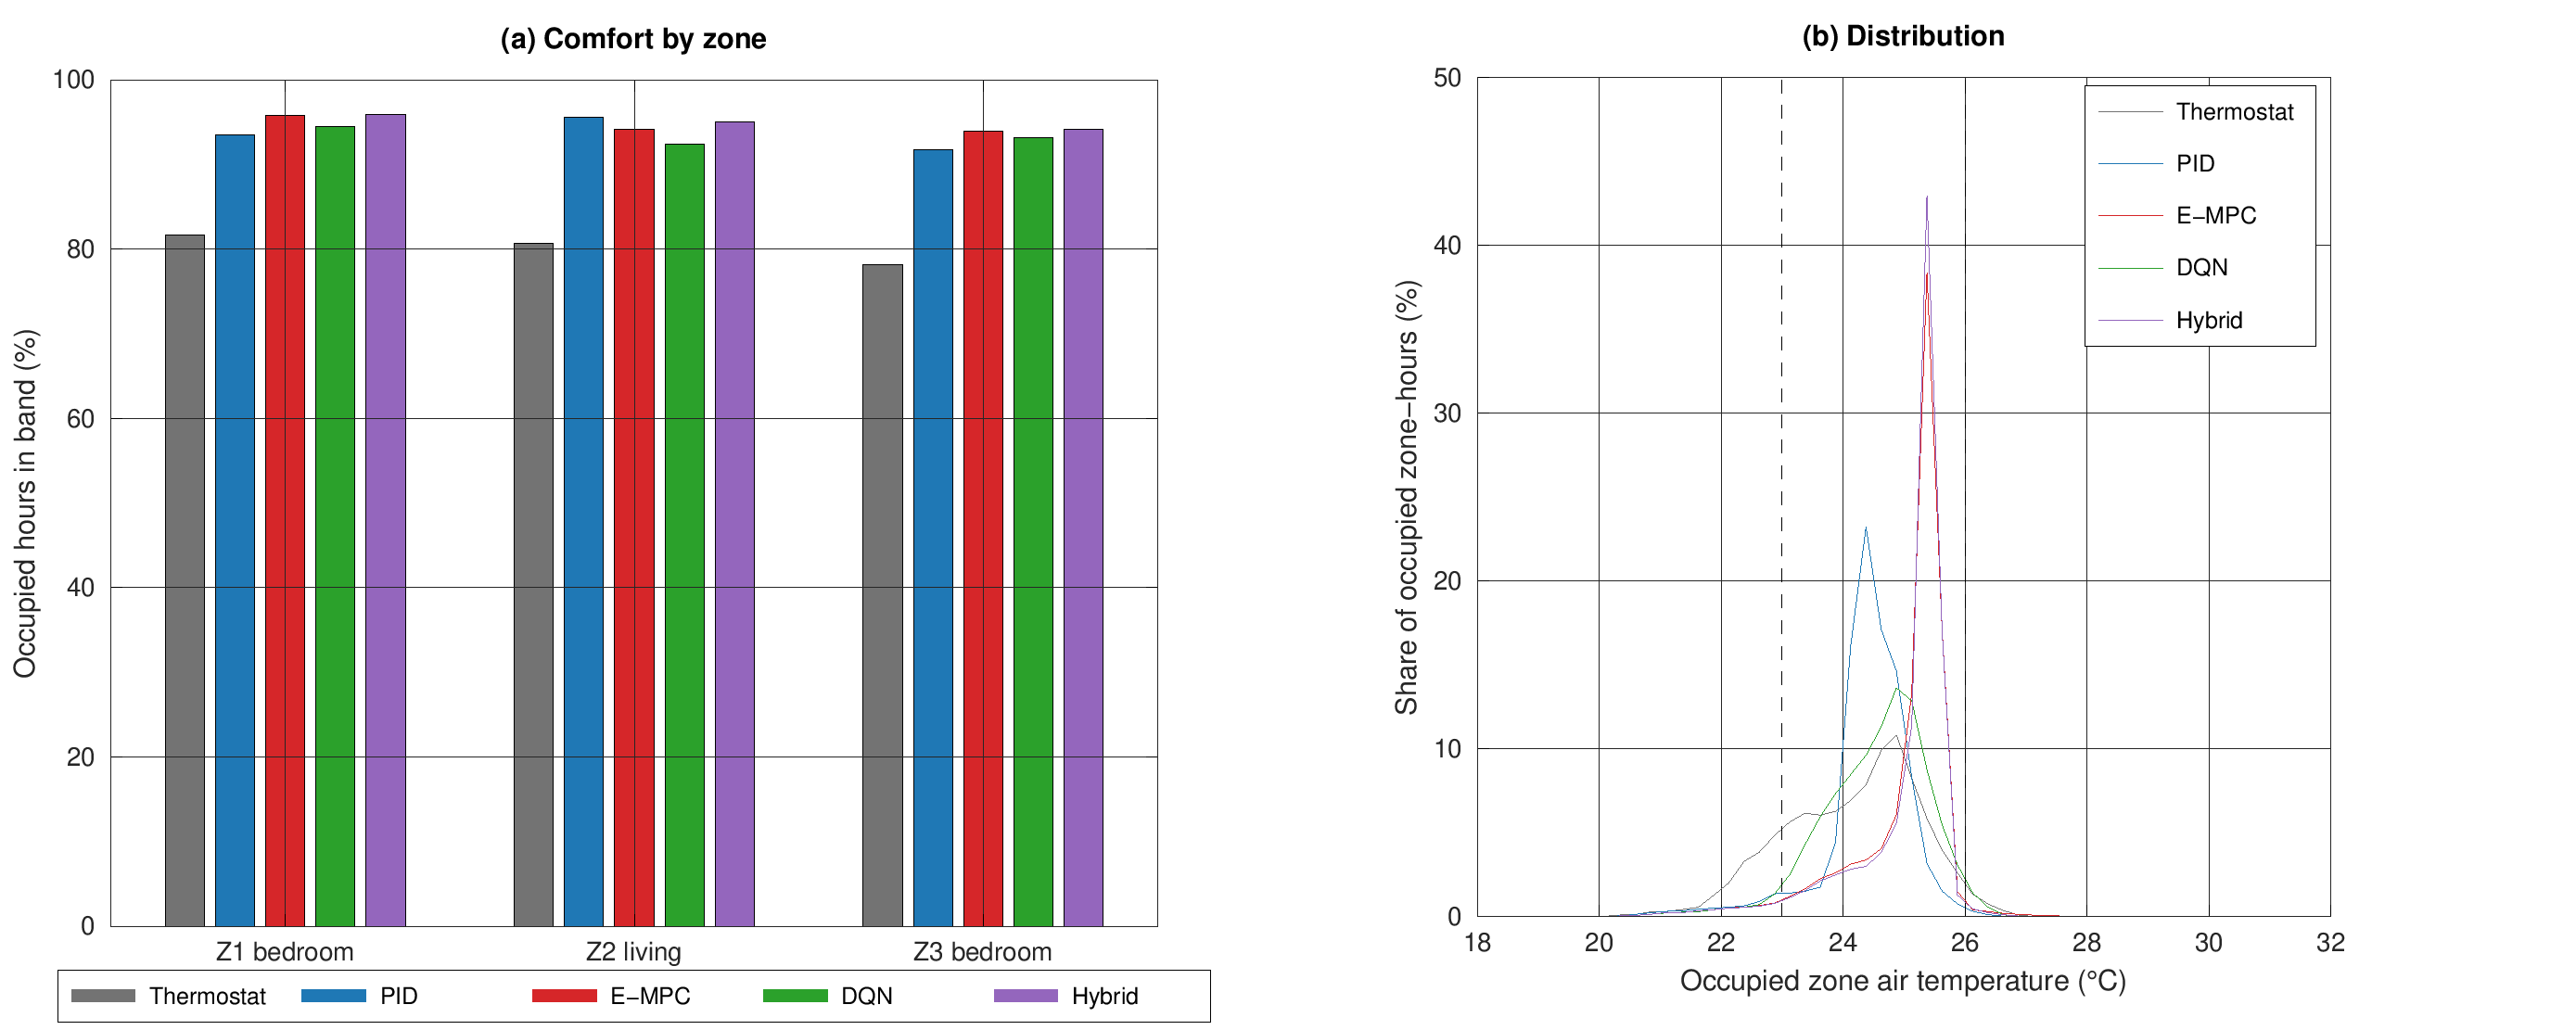 (a) Comfort by zone
Occupied hours in band (%)
100
80
60
40
20
0
Z1 bedroom
Z2 living
Z3 bedroom
Thermostat
PID
E−MPC
DQN
Hybrid
(b) Distribution
Share of occupied zone−hours (%)
50
40
30
20
10
0
18
20
22
24
26
28
30
32
Occupied zone air temperature (°C)
Thermostat
PID
E−MPC
DQN
Hybrid